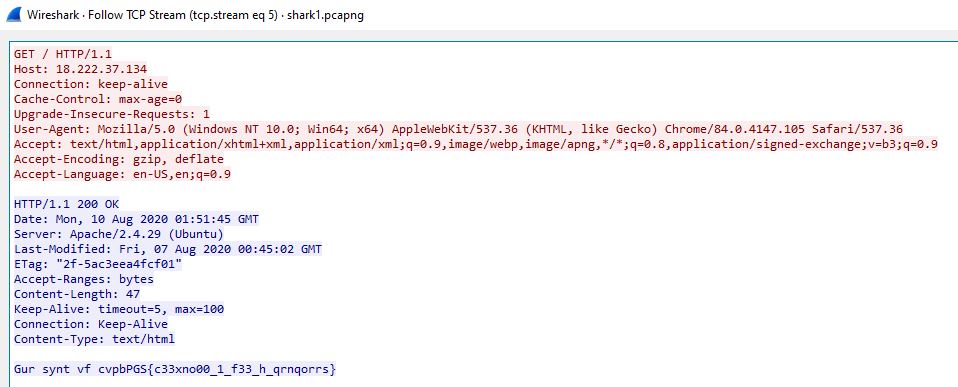 Wireshark · Follow TCP Stream (tcp.stream eq 5) · shark1.pcapng
GET / HTTP/1.1
Host: 18.222.37.134
Connection: keep-alive
Cache-Control: max-age=0
Upgrade-Insecure-Requests: 1
User-Agent: Mozilla/5.0 (Windows NT 10.0; Win64; x64) AppleWebKit/537.36 (KHTML, like Gecko) Chrome/84.0.4147.105 Safari/537.36
Accept: text/html,application/xhtml+xml,application/xml;q=0.9,image/webp,image/apng,*/*;q=0.8,application/signed-exchange;v=b3;q=0.9
Accept-Encoding: gzip, deflate
Accept-Language: en-US,en;q=0.9
HTTP/1.1 200 OK
Date: Mon, 10 Aug 2020 01:51:45 GMT
Server: Apache/2.4.29 (Ubuntu)
Last-Modified: Fri, 07 Aug 2020 00:45:02 GMT
ETag: "2f-5ac3eea4fcf01"
Accept-Ranges: bytes
Content-Length: 47
Keep-Alive: timeout=5, max=100
Connection: Keep-Alive
Content-Type: text/html
Gur synt vf cvpbPGS{c33xno00_1_f33_h_qrnqorrs}